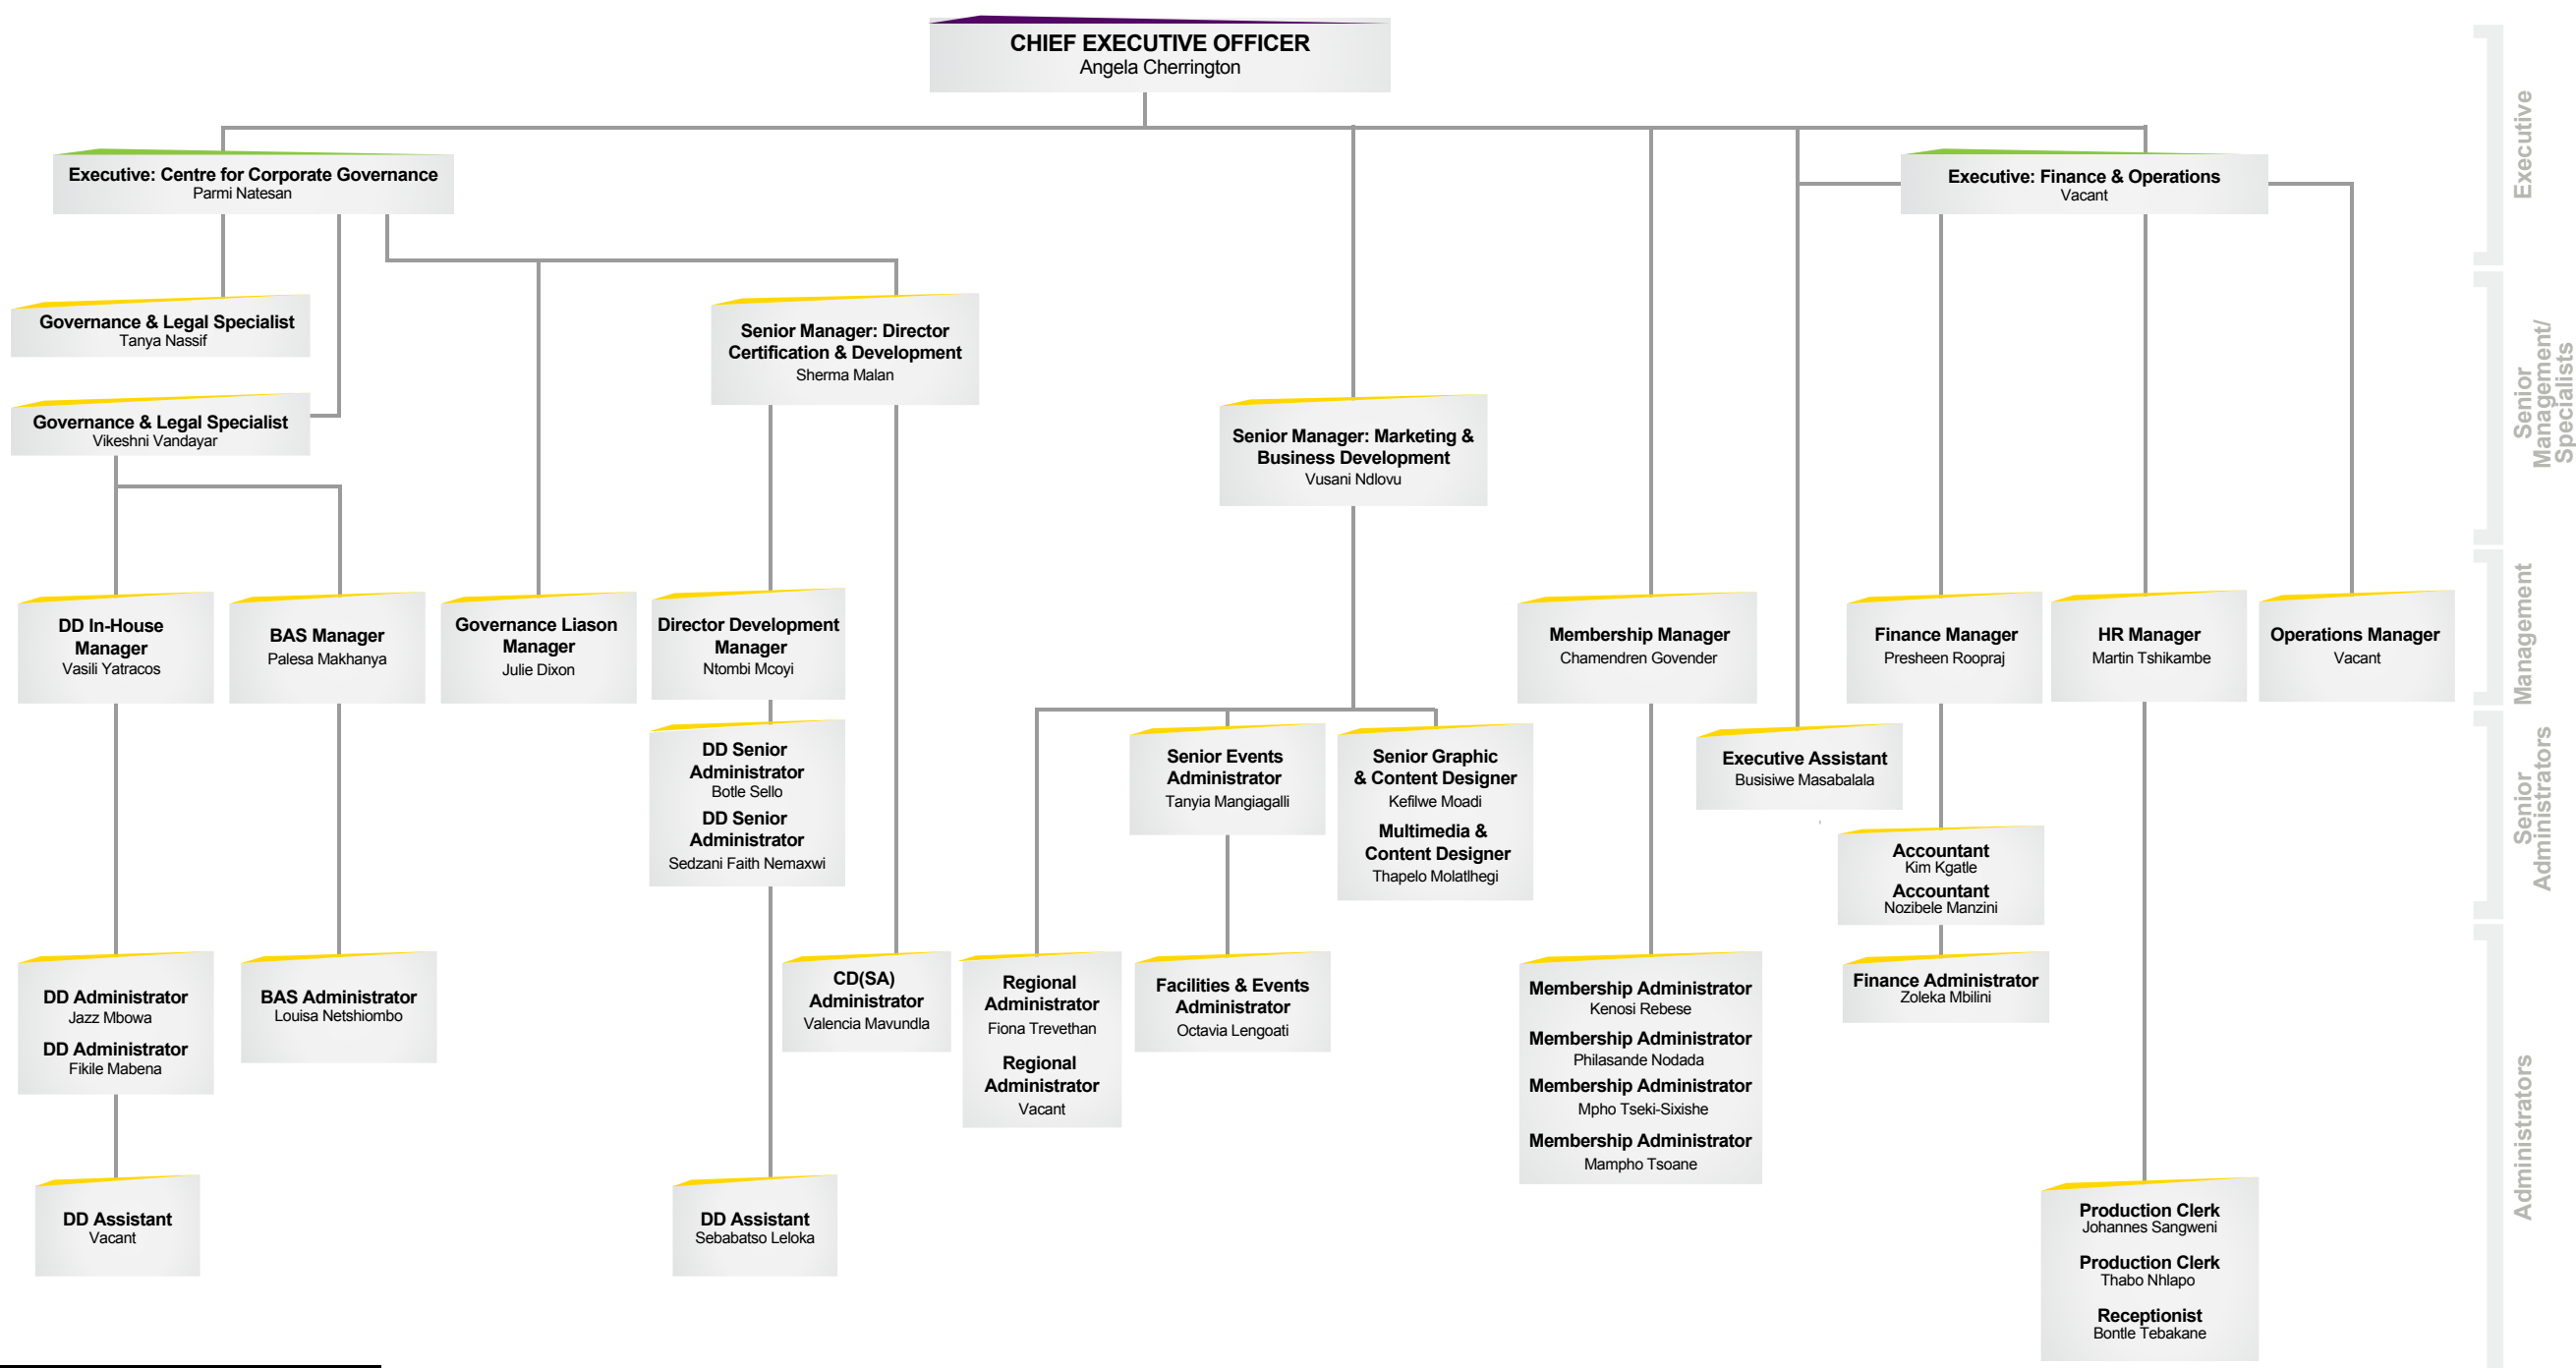 CHIEF EXECUTIVE OFFICER
Angela Cherrington
Executive: Centre for Corporate Governance
Parmi Natesan
Executive: Finance & Operations
Vacant
Executive
Governance & Legal Specialist
Tanya Nassif
Senior Manager: Director
Certification & Development
Sherma Malan
Governance & Legal Specialist
Vikeshni Vandayar
Senior Manager: Marketing &
Business Development
Vusani Ndlovu
Senior
Management/
Specialists
DD In-House
Manager
Vasili Yatracos
BAS Manager
Palesa Makhanya
Governance Liason
Manager
Julie Dixon
Director Development
Manager
Ntombi Mcoyi
Membership Manager
Chamendren Govender
Finance Manager
Presheen Roopraj
HR Manager
Martin Tshikambe
Operations Manager
Vacant
Management
DD Senior
Administrator
Botle Sello
DD Senior
Administrator
Sedzani Faith Nemaxwi
Senior Events
Administrator
Tanyia Mangiagalli
Senior Graphic
& Content Designer
Kefilwe Moadi
Multimedia &
Content Designer
Thapelo Molatlhegi
Executive Assistant
Busisiwe Masabalala
Accountant
Kim Kgatle
Accountant
Nozibele Manzini
Senior
Administrators
DD Administrator
Jazz Mbowa
DD Administrator
Fikile Mabena
BAS Administrator
Louisa Netshiombo
CD(SA)
Administrator
Valencia Mavundla
Regional
Administrator
Fiona Trevethan
Regional
Administrator
Vacant
Facilities & Events
Administrator
Octavia Lengoati
Membership Administrator
Kenosi Rebese
Membership Administrator
Philasande Nodada
Membership Administrator
Mpho Tseki-Sixishe
Membership Administrator
Mampho Tsoane
Finance Administrator
Zoleka Mbilini
DD Assistant
Vacant
DD Assistant
Sebabatso Leloka
Production Clerk
Johannes Sangweni
Production Clerk
Thabo Nhlapo
Receptionist
Bontle Tebakane
Administrators